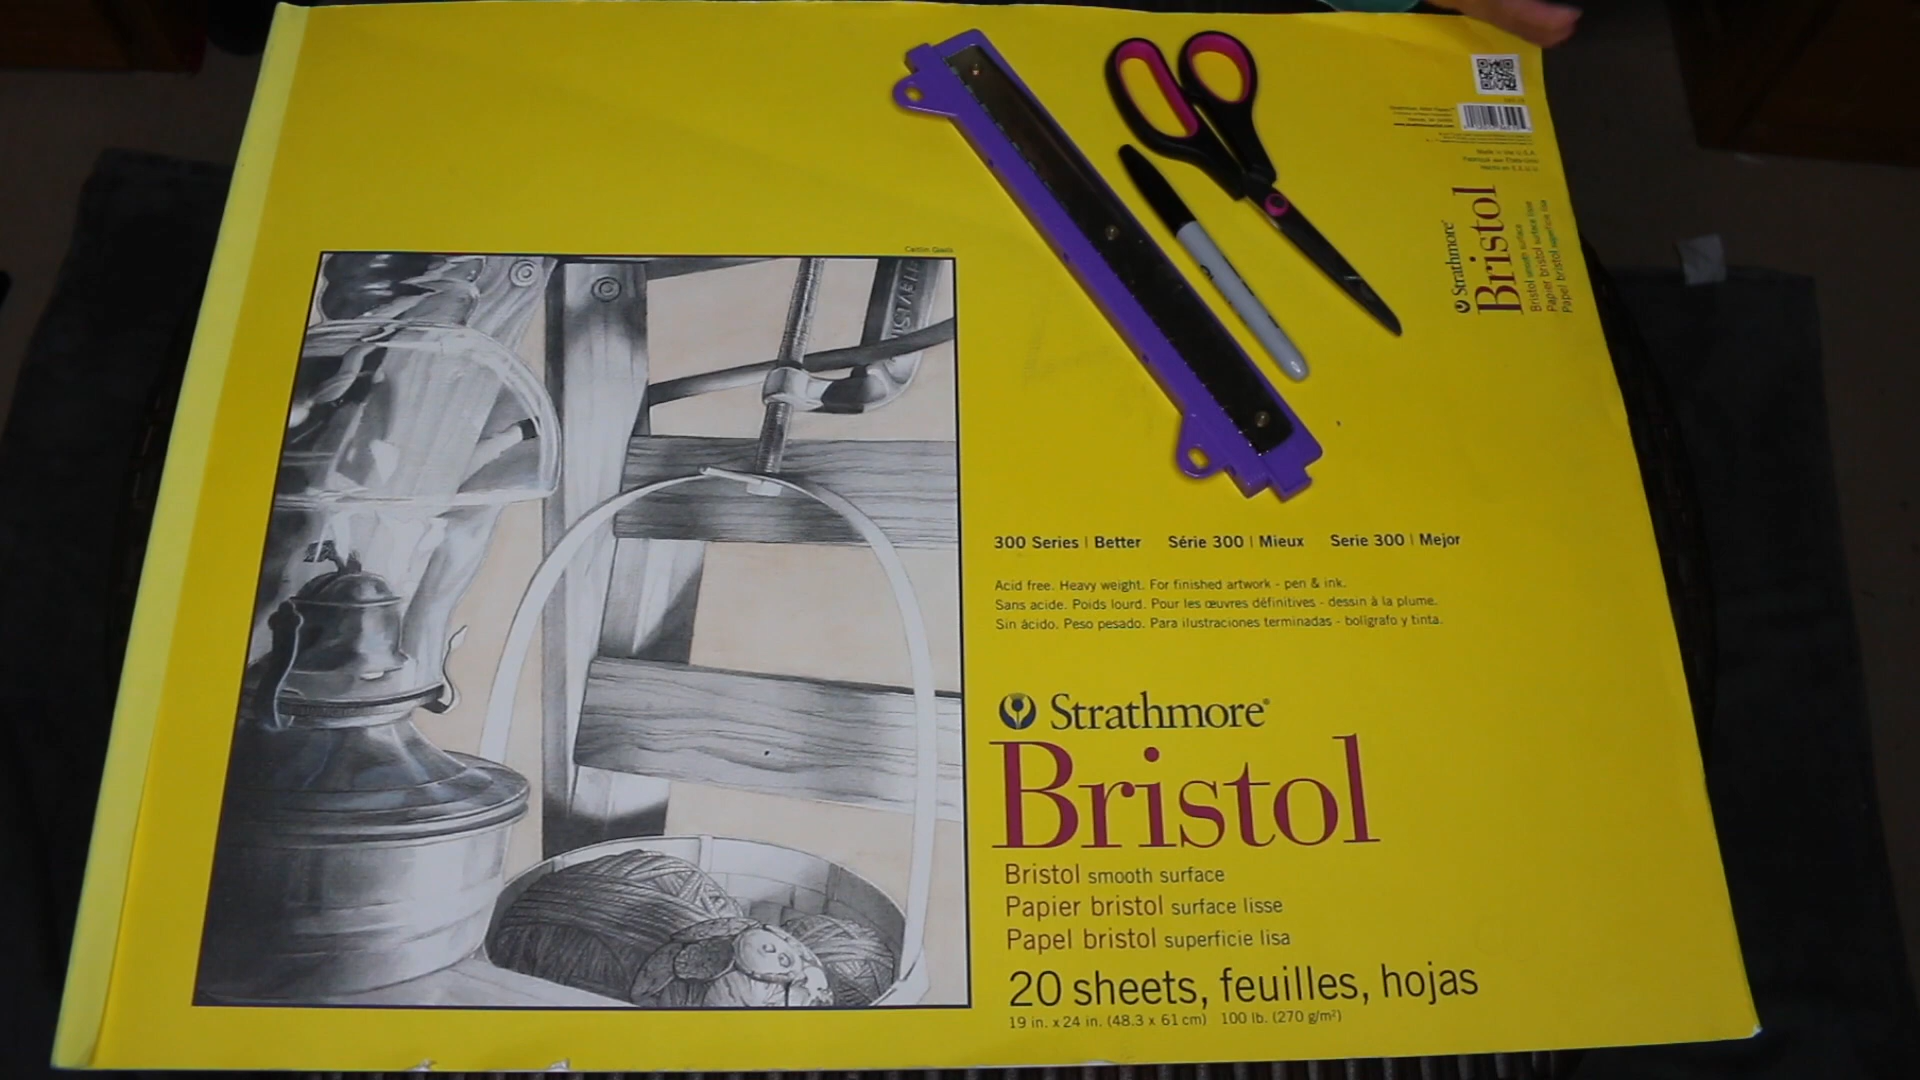 Strathmore®
Bristol
Bristol smooth surface
Papier bristol surface lisse
Papel bristol superficie lisa
300 Series | Better Série 300 | Mieux Serie 300 | Mejor
Acid free. Heavy weight. For finished artwork - pen & ink.
Sans acide. Poids lourd. Pour les œuvres définitives - dessin à la plume.
Sin ácido. Peso pesado. Para ilustraciones terminadas - bolígrafo y tinta.
Strathmore®
Bristol
Bristol smooth surface
Papier bristol surface lisse
Papel bristol superficie lisa
20 sheets, feuilles, hojas
19 in. x 24 in. (48.3 x 61 cm) 100 lb. (270 g/m²)